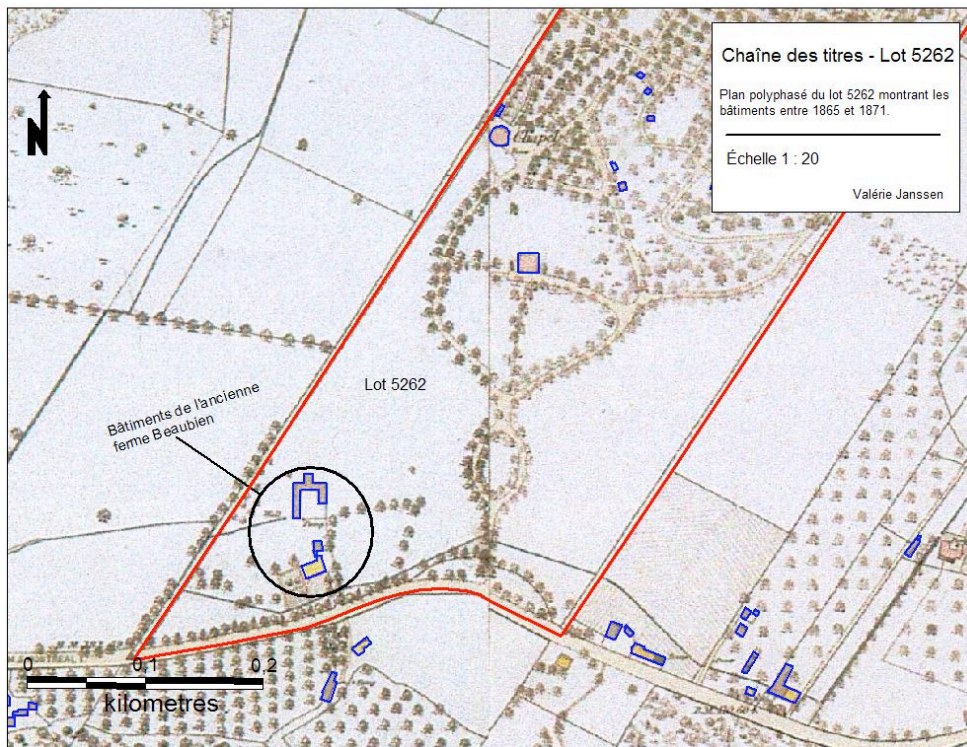 Chaîne des titres - Lot 5262
Plan polyphasé du lot 5262 montrant les
bâtiments entre 1865 et 1871.
Échelle 1 : 20
Valérie Janssen
N
Chapel
Lot 5262
Bâtiments de l'ancienne
ferme Beaubien
0
0,1
0,2
kilometres